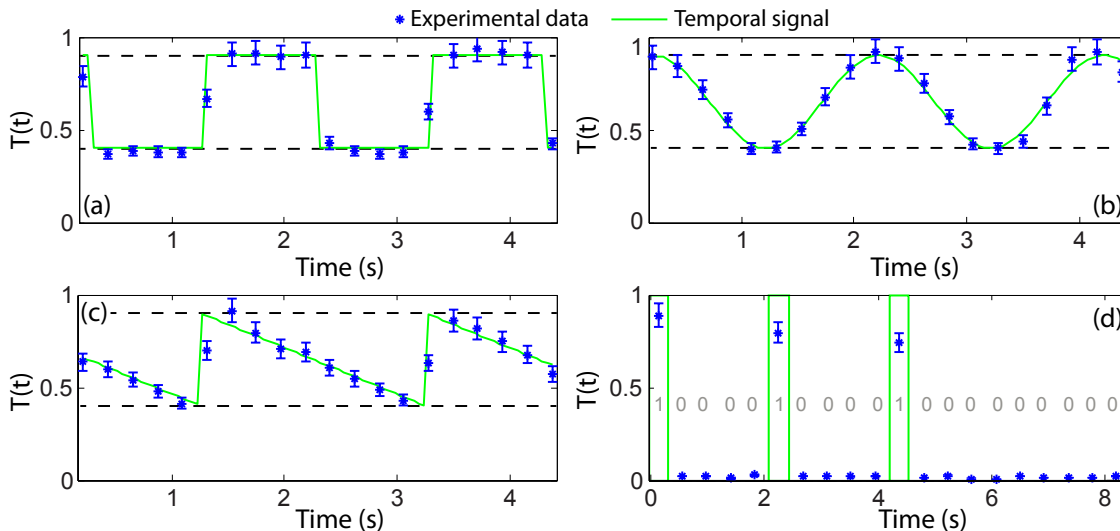 Experimental data Temporal signal
1
0.5
0
T(t)
(a)
1 2 3 4
Time (s)
1
0.5
0
T(t)
(b)
1 2 3 4
Time (s)
1
0.5
0
T(t)
(c)
1 2 3 4
Time (s)
1
0.5
0
T(t)
(d)
1 0 0 0 0 1 0 0 0 0 1 0 0 0 0 0 0 0 0 0
0 2 4 6 8
Time (s)